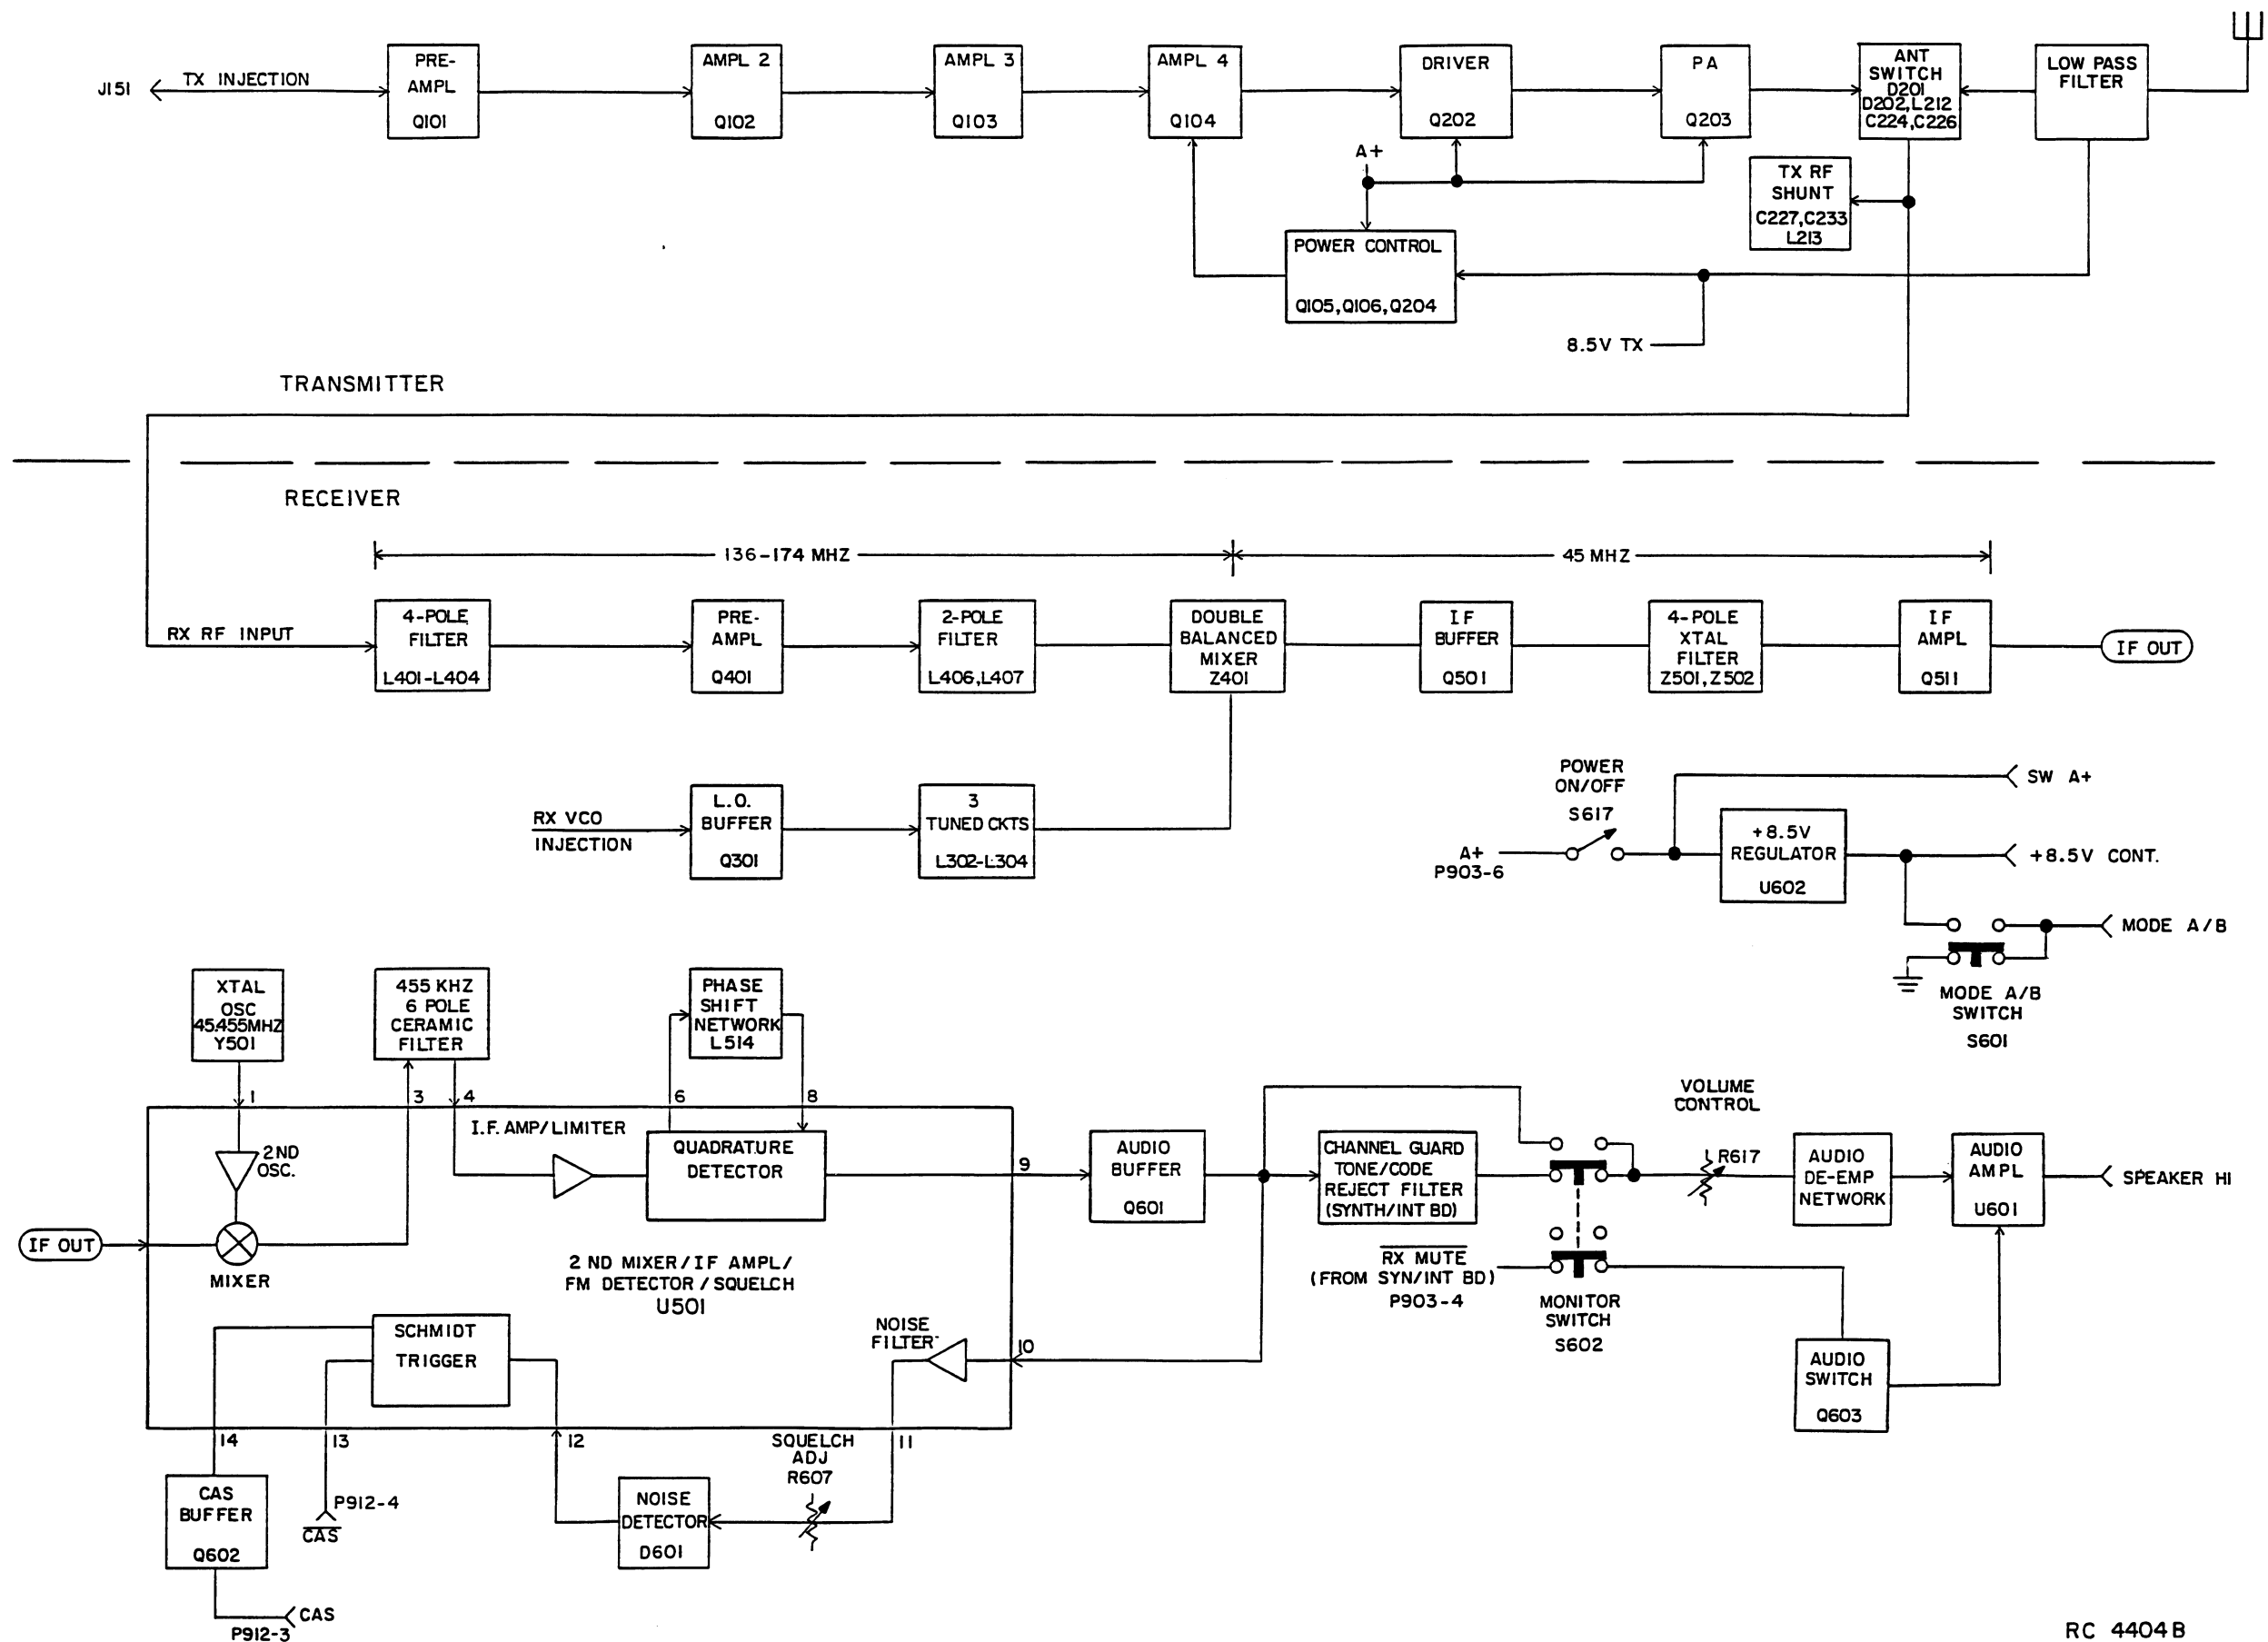 J151
TX INJECTION
PRE-
AMPL
Q101
AMPL 2
Q102
AMPL 3
Q103
AMPL 4
Q104
DRIVER
Q202
PA
Q203
ANT
SWITCH
D201
D202,L212
C224,C226
LOW PASS
FILTER
A+
TX RF
SHUNT
C227,C233
L213
POWER CONTROL
Q105,Q106,Q204
8.5V TX
TRANSMITTER
RECEIVER
136-174 MHZ
45 MHZ
RX RF INPUT
4-POLE
FILTER
L401-L404
PRE-
AMPL
Q401
2-POLE
FILTER
L406,L407
DOUBLE
BALANCED
MIXER
Z401
IF
BUFFER
Q501
4-POLE
XTAL
FILTER
Z501,Z502
IF
AMPL
Q511
IF OUT
RX VCO
INJECTION
L.O.
BUFFER
Q301
3
TUNED CKTS
L302-L304
POWER
ON/OFF
S617
A+
P903-6
+8.5V
REGULATOR
U602
SW A+
+8.5V CONT.
MODE A/B
MODE A/B
SWITCH
S601
XTAL
OSC
45.455MHZ
Y501
455 KHZ
6 POLE
CERAMIC
FILTER
PHASE
SHIFT
NETWORK
L514
1
3
4
6
8
2ND
OSC.
I.F. AMP/LIMITER
QUADRATURE
DETECTOR
9
IF OUT
MIXER
2 ND MIXER/IF AMPL/
FM DETECTOR/SQUELCH
U501
SCHMIDT
TRIGGER
NOISE
FILTER
10
14
13
12
11
SQUELCH
ADJ
R607
CAS
BUFFER
Q602
P912-4
CAS
NOISE
DETECTOR
D601
CAS
P912-3
AUDIO
BUFFER
Q601
CHANNEL GUARD
TONE/CODE
REJECT FILTER
(SYNTH/INT BD)
RX MUTE
(FROM SYN/INT BD)
P903-4
MONITOR
SWITCH
S602
VOLUME
CONTROL
R617
AUDIO
DE-EMP
NETWORK
AUDIO
AMPL
U601
SPEAKER HI
AUDIO
SWITCH
Q603
RC 4404B